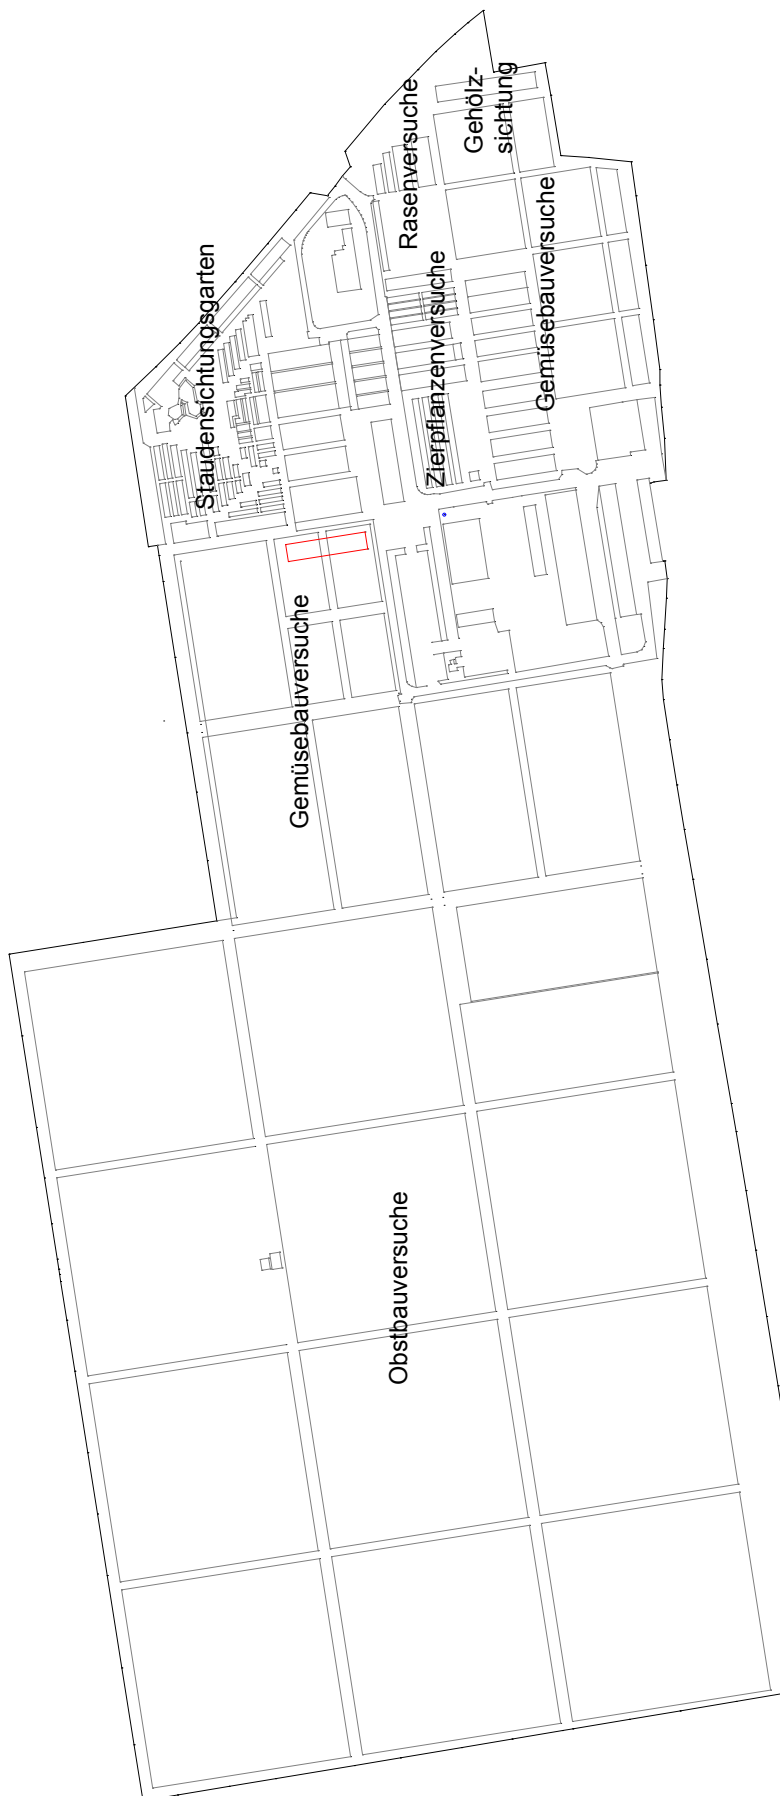 Staudensichtungsgarten
Rasenversuche
Gehölz-
sichtung
Zierpflanzenversuche
Gemüsebauversuche
Gemüsebauversuche
Obstbauversuche